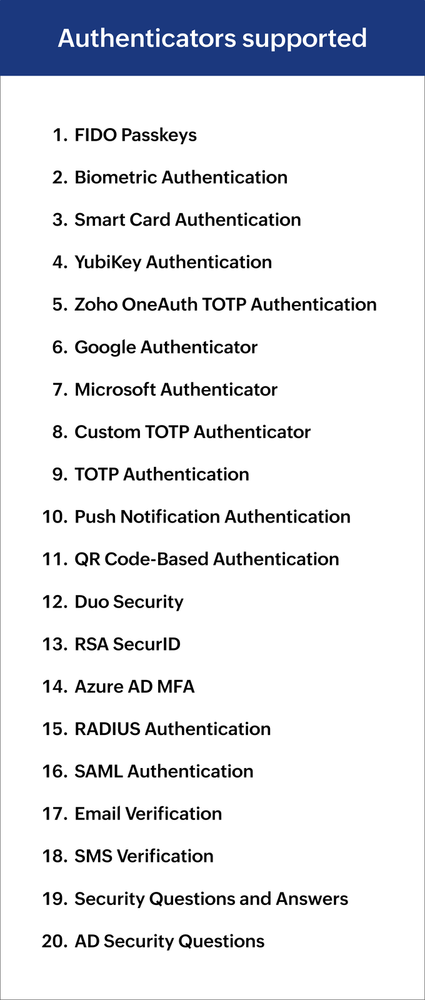 Authenticators supported
1. FIDO Passkeys
2. Biometric Authentication
3. Smart Card Authentication
4. YubiKey Authentication
5. Zoho OneAuth TOTP Authentication
6. Google Authenticator
7. Microsoft Authenticator
8. Custom TOTP Authenticator
9. TOTP Authentication
10. Push Notification Authentication
11. QR Code-Based Authentication
12. Duo Security
13. RSA SecurID
14. Azure AD MFA
15. RADIUS Authentication
16. SAML Authentication
17. Email Verification
18. SMS Verification
19. Security Questions and Answers
20. AD Security Questions